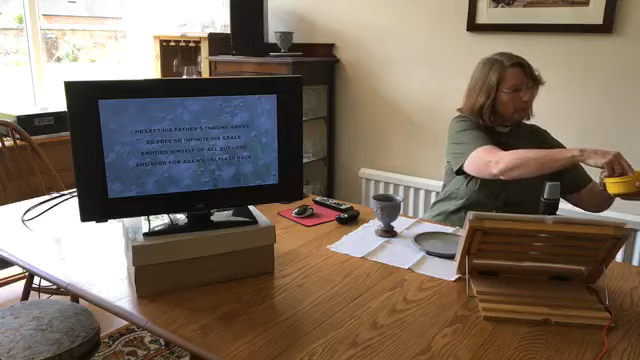 HE LEFT HIS FATHER'S THRONE ABOVE
SO FREE SO INFINITE HIS GRACE
EMPTIED HIMSELF OF ALL BUT LOVE
AND BLED FOR ADAM'S HELPLESS RACE